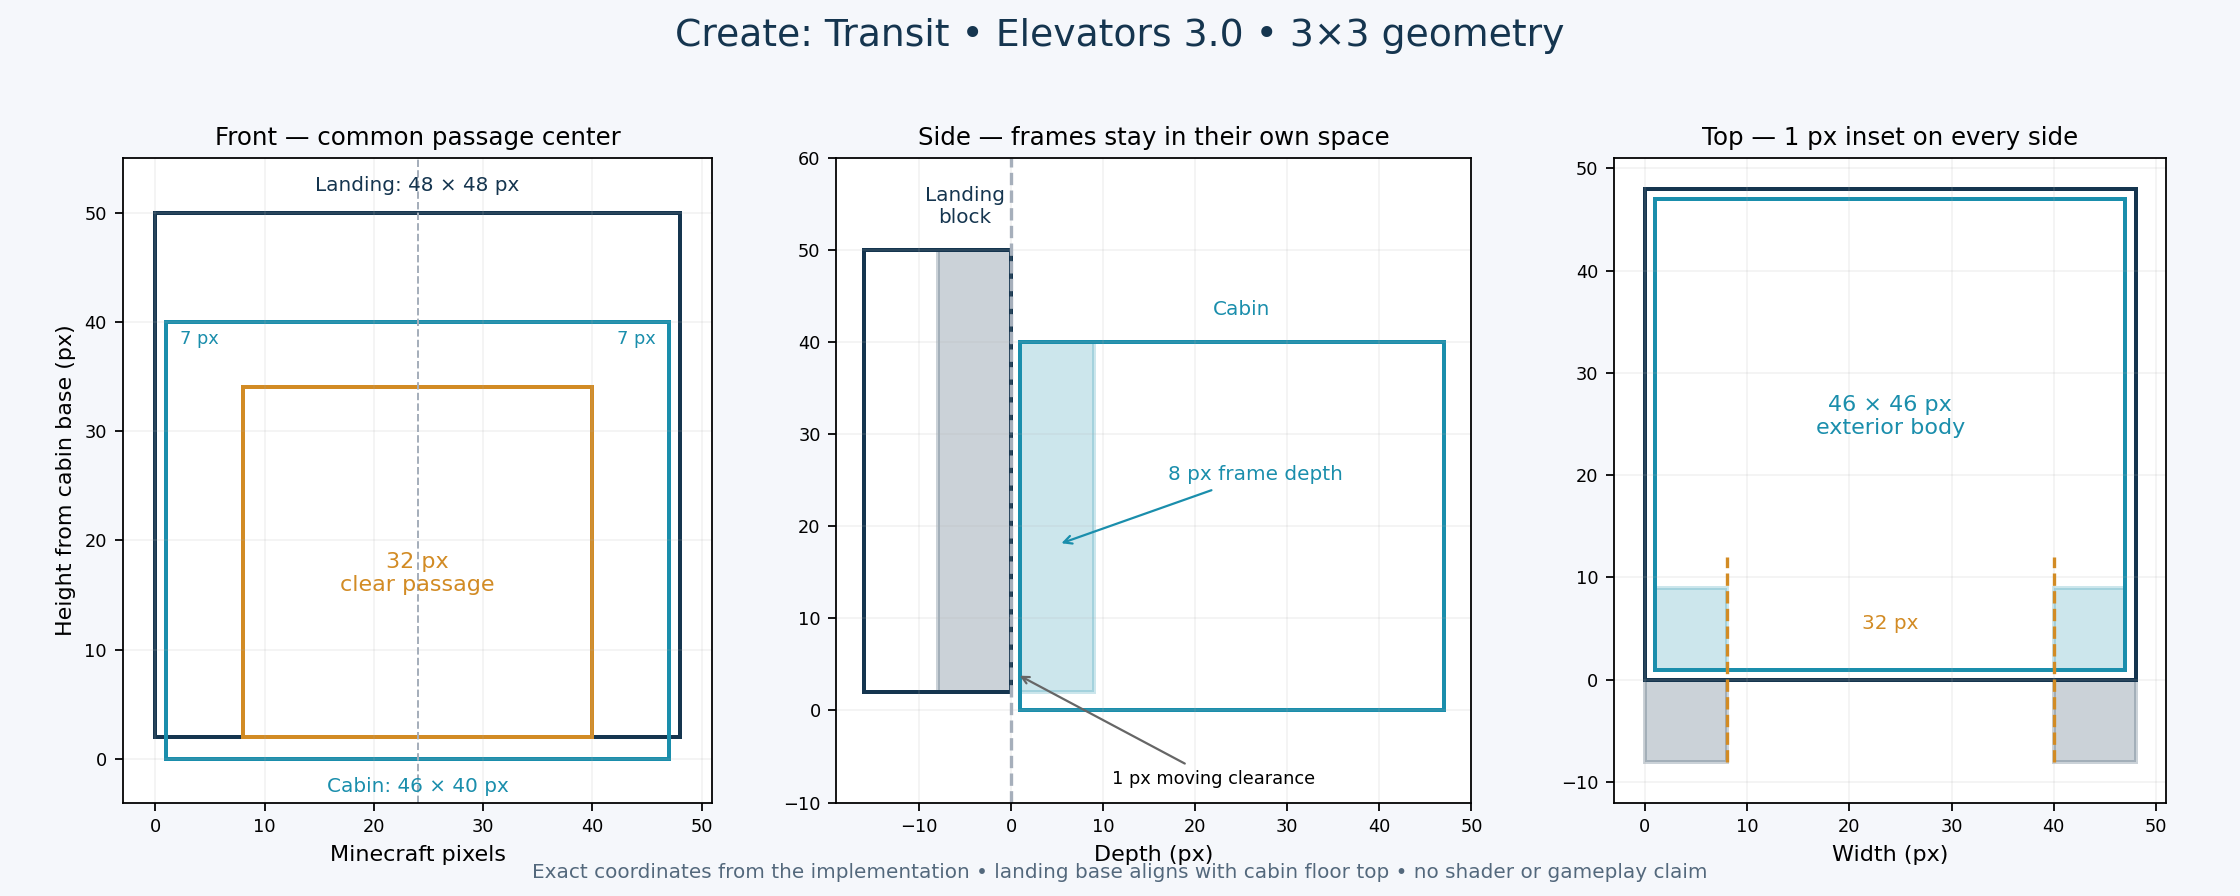 Create: Transit • Elevators 3.0 • 3×3 geometry
Front — common passage center
Landing: 48 × 48 px
7 px
7 px
32 px
clear passage
Cabin: 46 × 40 px
Height from cabin base (px)
50
40
30
20
10
0
0
10
20
30
40
50
Minecraft pixels
Side — frames stay in their own space
Landing
block
Cabin
8 px frame depth
1 px moving clearance
60
50
40
30
20
10
0
−10
−10
0
10
20
30
40
50
Depth (px)
Top — 1 px inset on every side
46 × 46 px
exterior body
32 px
50
40
30
20
10
0
−10
0
10
20
30
40
50
Width (px)
Exact coordinates from the implementation • landing base aligns with cabin floor top • no shader or gameplay claim